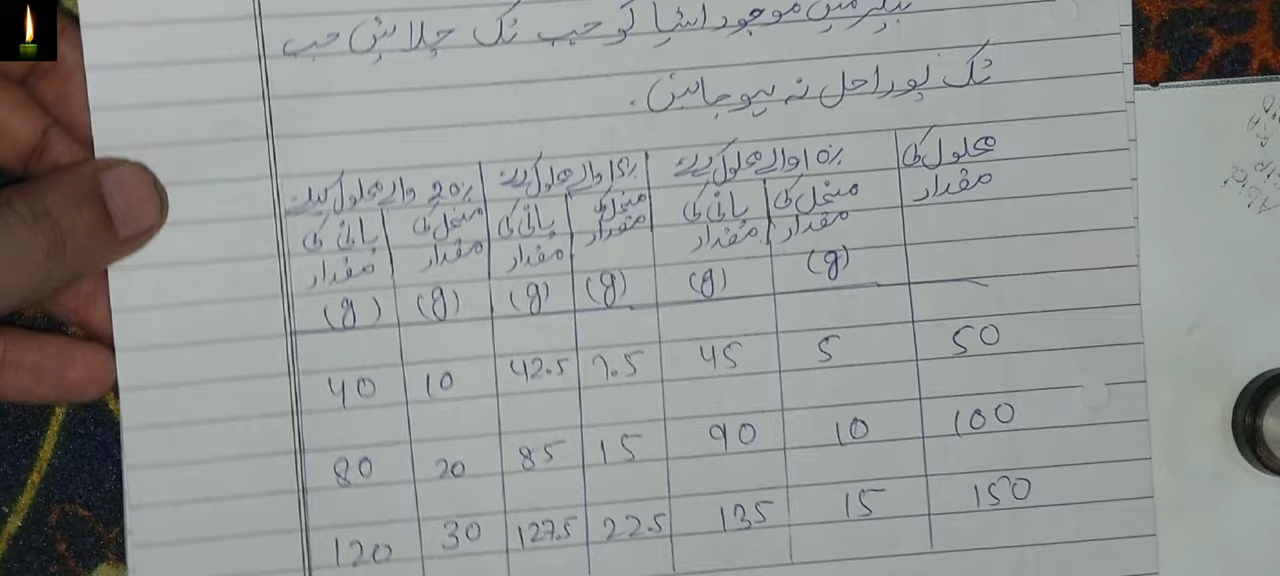 میں موجود اشیا کو جب تک چلائیں جب
تک پورا حل نہ ہو جائیں۔
محلول کی مقدار | 10% والے محلول کیلئے | 15% والے محلول کیلئے | 20% والے محلول کیلئے
منحل کی مقدار | پانی کی مقدار | منحل کی مقدار | پانی کی مقدار | منحل کی مقدار | پانی کی مقدار
(g) | (g) | (g) | (g) | (g) | (g)
50 | 5 | 45 | 7.5 | 42.5 | 10 | 40
100 | 10 | 90 | 15 | 85 | 20 | 80
150 | 15 | 135 | 22.5 | 127.5 | 30 | 120